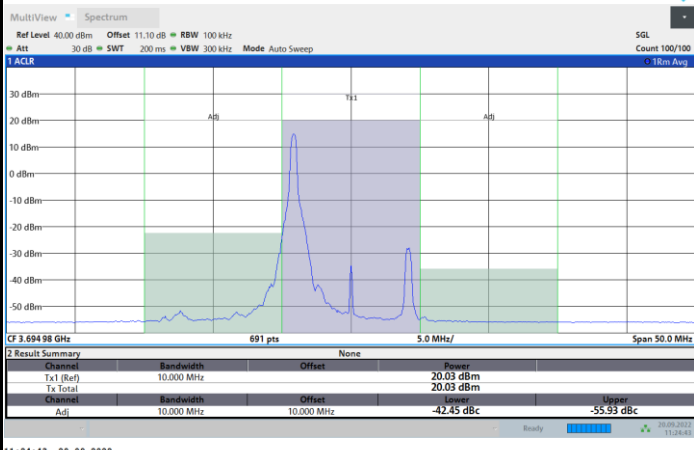 MultiView Spectrum
Ref Level 40.00 dBm Offset 11.10 dB RBW 100 kHz SGL
Att 30 dB SWT 200 ms VBW 300 kHz Mode Auto Sweep Count 100/100
1 ACLR 1Rm Avg
30 dBm
Tx1
20 dBm
Adj Adj
10 dBm
0 dBm
-10 dBm
-20 dBm
-30 dBm
-40 dBm
-50 dBm
CF 3.694 98 GHz 691 pts 5.0 MHz/ Span 50.0 MHz
2 Result Summary None
Channel Bandwidth Offset Power
Tx1 (Ref) 10.000 MHz 20.03 dBm
Tx Total 20.03 dBm
Channel Bandwidth Offset Lower Upper
Adj 10.000 MHz 10.000 MHz -42.45 dBc -55.93 dBc
Ready 20.09.2022
11:24:43